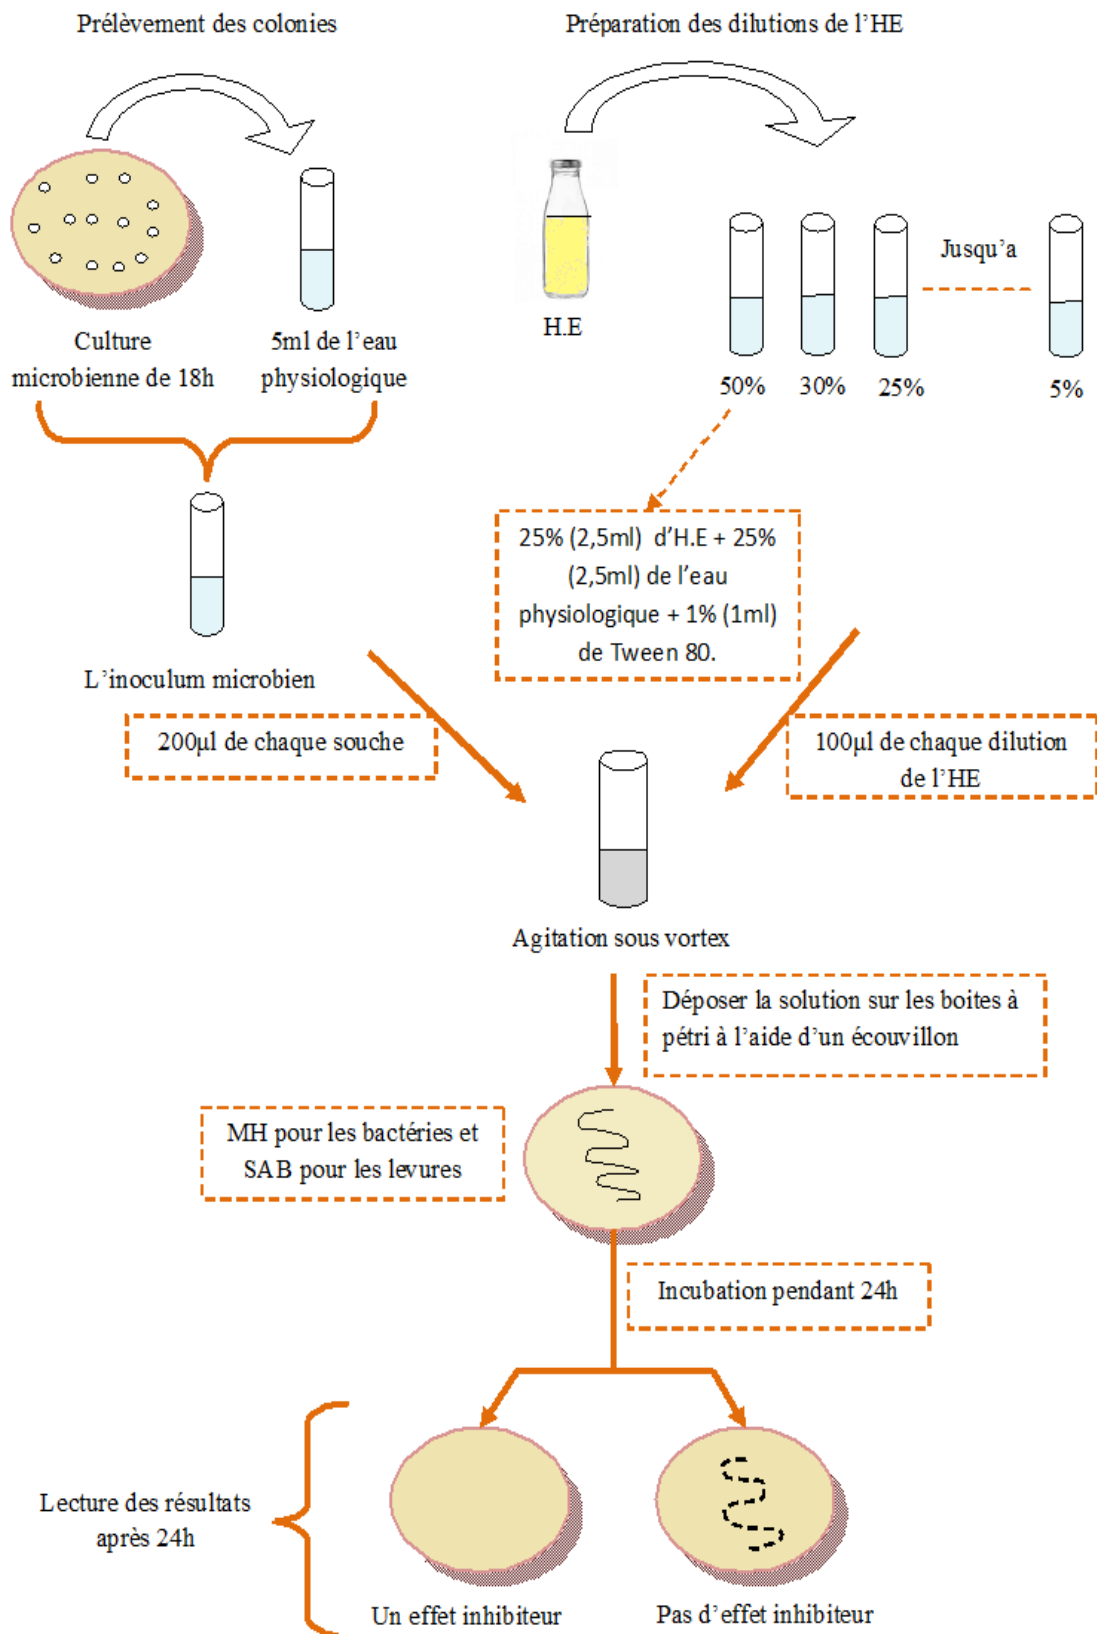 Prélèvement des colonies
Préparation des dilutions de l’HE
Culture
microbienne de 18h
5ml de l’eau
physiologique
H.E
Jusqu’a
50%
30%
25%
5%
25% (2,5ml) d’H.E + 25%
(2,5ml) de l’eau
physiologique + 1% (1ml)
de Tween 80.
L’inoculum microbien
200µl de chaque souche
100µl de chaque dilution
de l’HE
Agitation sous vortex
Déposer la solution sur les boites à
pétri à l’aide d’un écouvillon
MH pour les bactéries et
SAB pour les levures
Incubation pendant 24h
Lecture des résultats
après 24h
Un effet inhibiteur
Pas d’effet inhibiteur